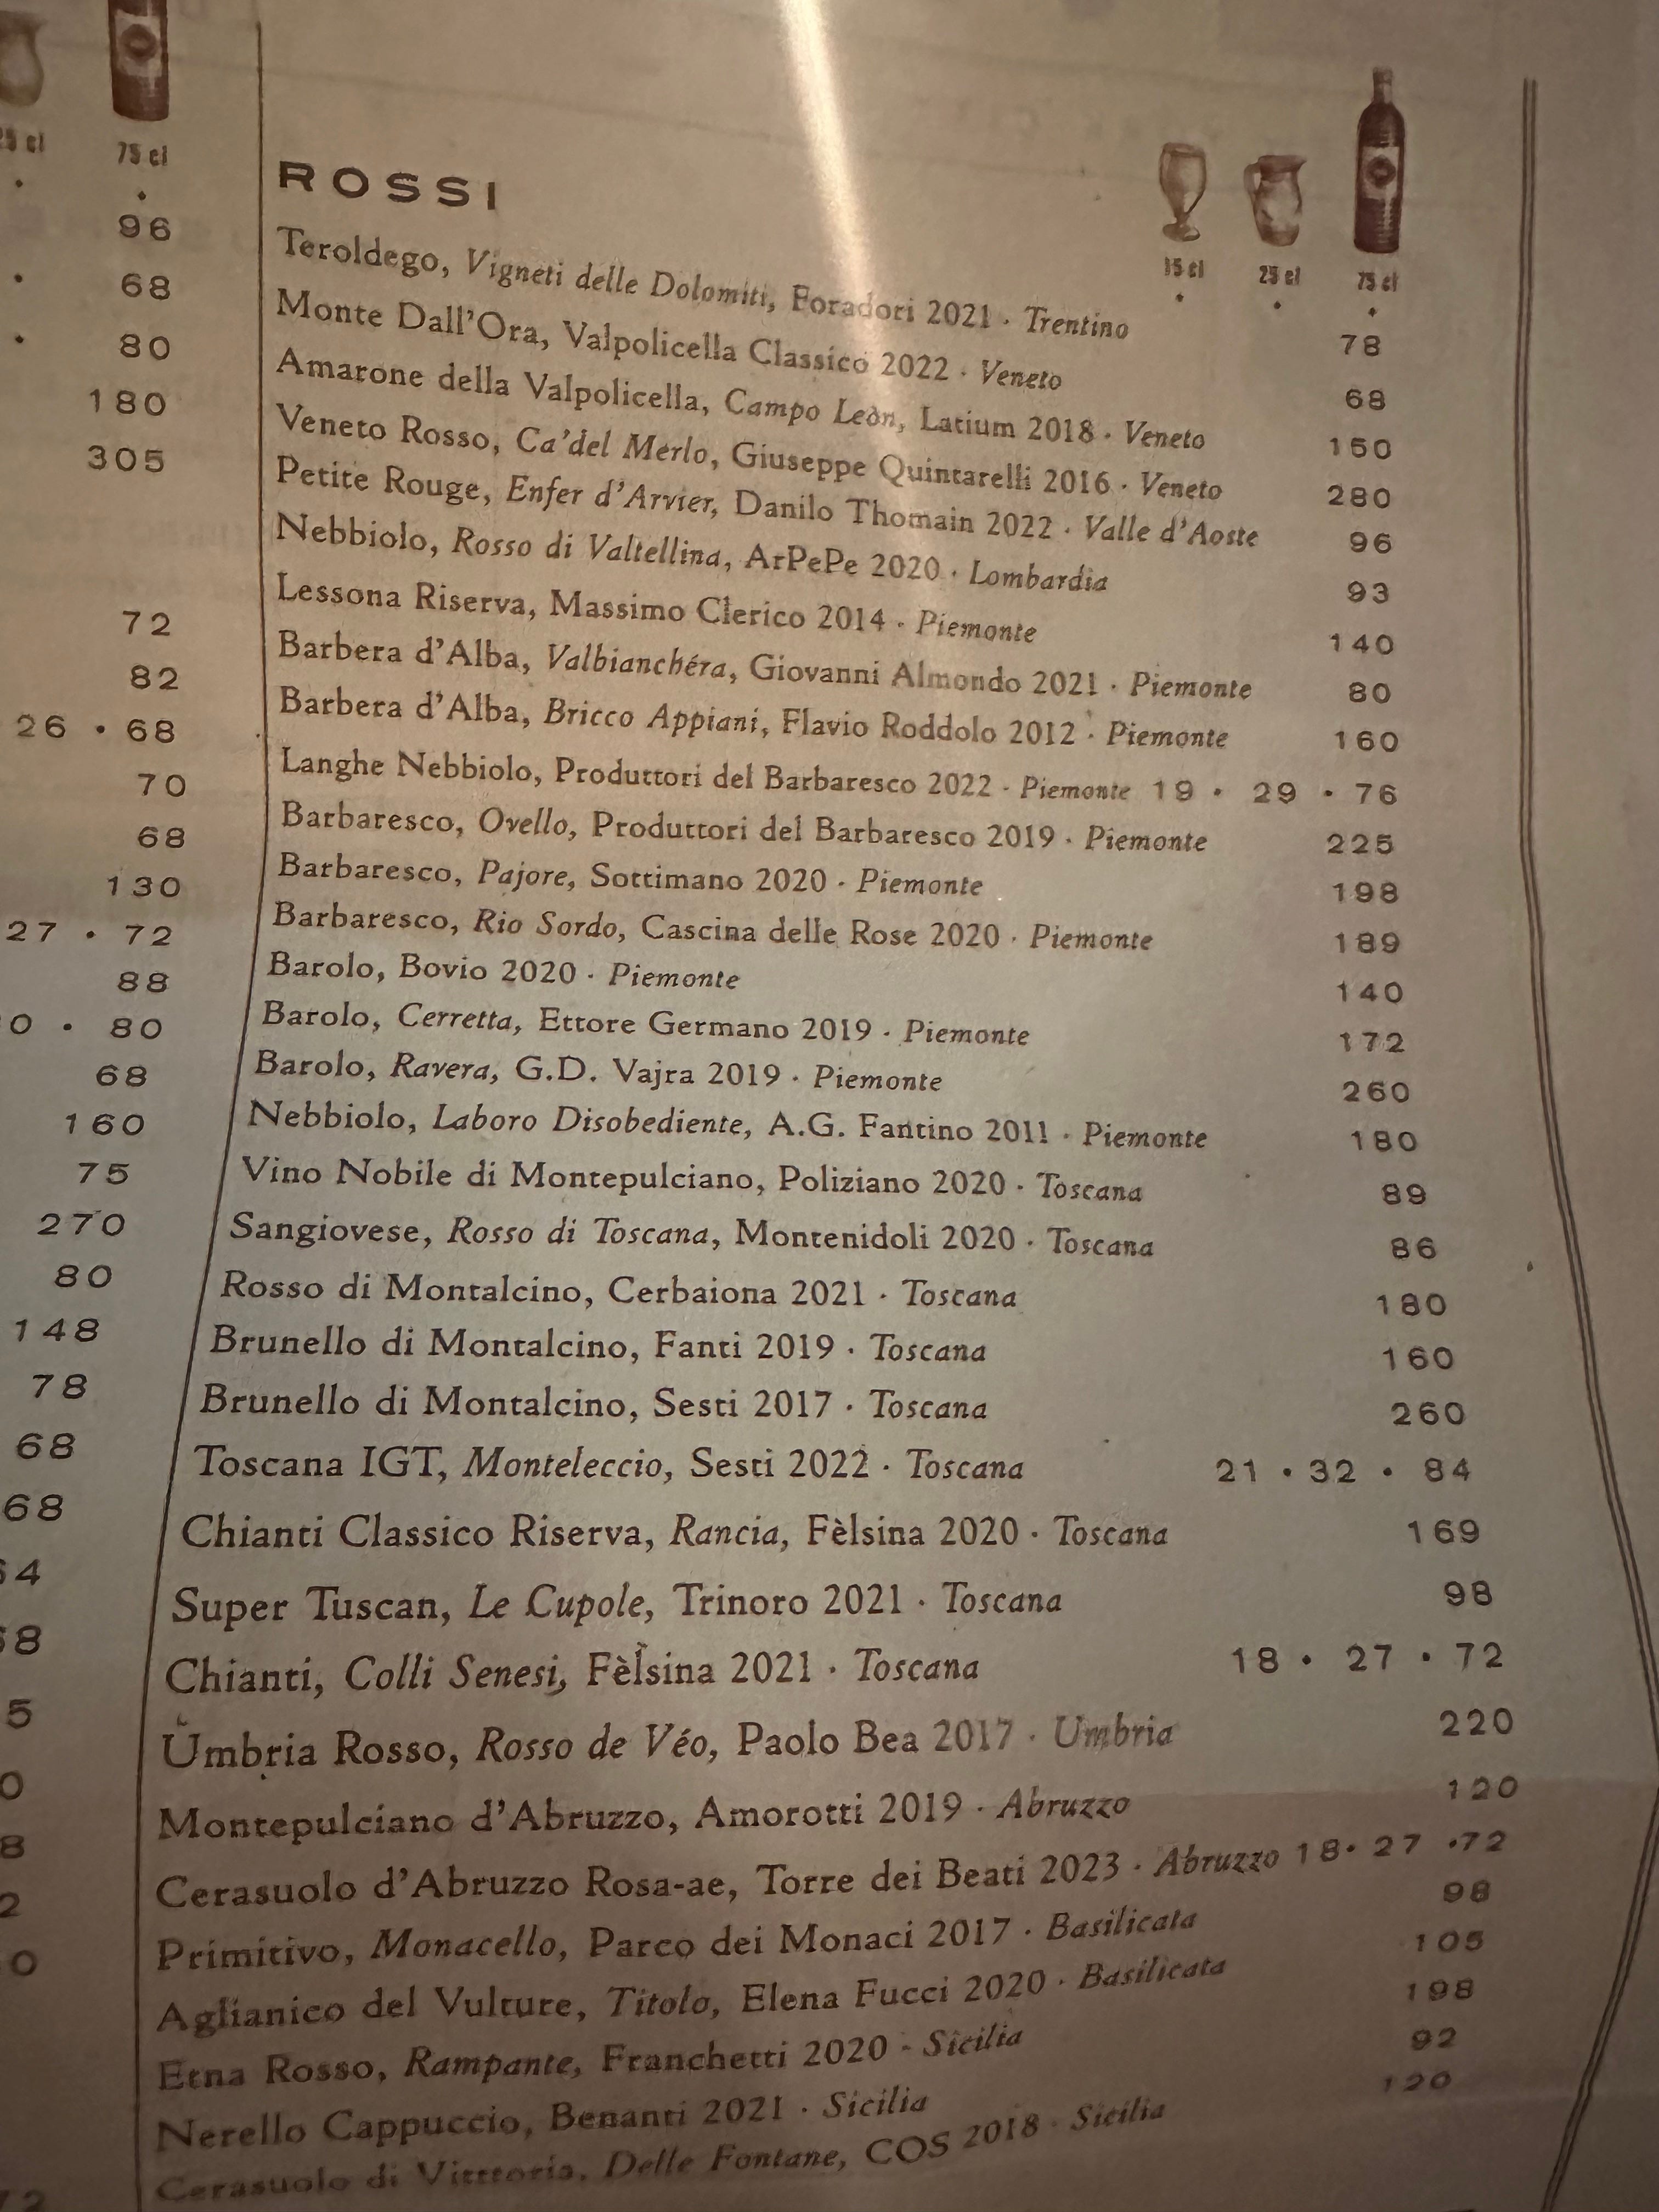 25 cl
75 cl
96
68
80
180
305
72
82
26 • 68
70
68
130
27 • 72
88
0 • 80
68
160
75
270
80
148
78
68
68
64
68
5
0
8
2
0
72
ROSSI
15 cl 25 cl 75 cl
Teroldego, Vigneti delle Dolomiti, Foradori 2021 · Trentino 78
Monte Dall'Ora, Valpolicella Classico 2022 · Veneto 68
Amarone della Valpolicella, Campo Leòn, Latium 2018 · Veneto 150
Veneto Rosso, Ca'del Merlo, Giuseppe Quintarelli 2016 · Veneto 280
Petite Rouge, Enfer d'Arvier, Danilo Thomain 2022 · Valle d'Aoste 96
Nebbiolo, Rosso di Valtellina, ArPePe 2020 · Lombardia 93
Lessona Riserva, Massimo Clerico 2014 · Piemonte 140
Barbera d'Alba, Valbianchéra, Giovanni Almondo 2021 · Piemonte 80
Barbera d'Alba, Bricco Appiani, Flavio Roddolo 2012 · Piemonte 160
Langhe Nebbiolo, Produttori del Barbaresco 2022 · Piemonte 19 • 29 • 76
Barbaresco, Ovello, Produttori del Barbaresco 2019 · Piemonte 225
Barbaresco, Pajore, Sottimano 2020 · Piemonte 198
Barbaresco, Rio Sordo, Cascina delle Rose 2020 · Piemonte 189
Barolo, Bovio 2020 · Piemonte 140
Barolo, Cerretta, Ettore Germano 2019 · Piemonte 172
Barolo, Ravera, G.D. Vajra 2019 · Piemonte 260
Nebbiolo, Laboro Disobediente, A.G. Fantino 2011 · Piemonte 180
Vino Nobile di Montepulciano, Poliziano 2020 · Toscana 89
Sangiovese, Rosso di Toscana, Montenidoli 2020 · Toscana 86
Rosso di Montalcino, Cerbaiona 2021 · Toscana 180
Brunello di Montalcino, Fanti 2019 · Toscana 160
Brunello di Montalcino, Sesti 2017 · Toscana 260
Toscana IGT, Monteleccio, Sesti 2022 · Toscana 21 • 32 • 84
Chianti Classico Riserva, Rancia, Fèlsina 2020 · Toscana 169
Super Tuscan, Le Cupole, Trinoro 2021 · Toscana 98
Chianti, Colli Senesi, Fèlsina 2021 · Toscana 18 • 27 • 72
Umbria Rosso, Rosso de Véo, Paolo Bea 2017 · Umbria 220
Montepulciano d'Abruzzo, Amorotti 2019 · Abruzzo 120
Cerasuolo d'Abruzzo Rosa-ae, Torre dei Beati 2023 · Abruzzo 18 • 27 • 72
Primitivo, Monacello, Parco dei Monaci 2017 · Basilicata 98
Aglianico del Vulture, Titolo, Elena Fucci 2020 · Basilicata 105
Etna Rosso, Rampante, Franchetti 2020 · Sicilia 198
Nerello Cappuccio, Benanti 2021 · Sicilia 92
Cerasuolo di Vitttoria, Delle Fontane, COS 2018 · Sicilia 120